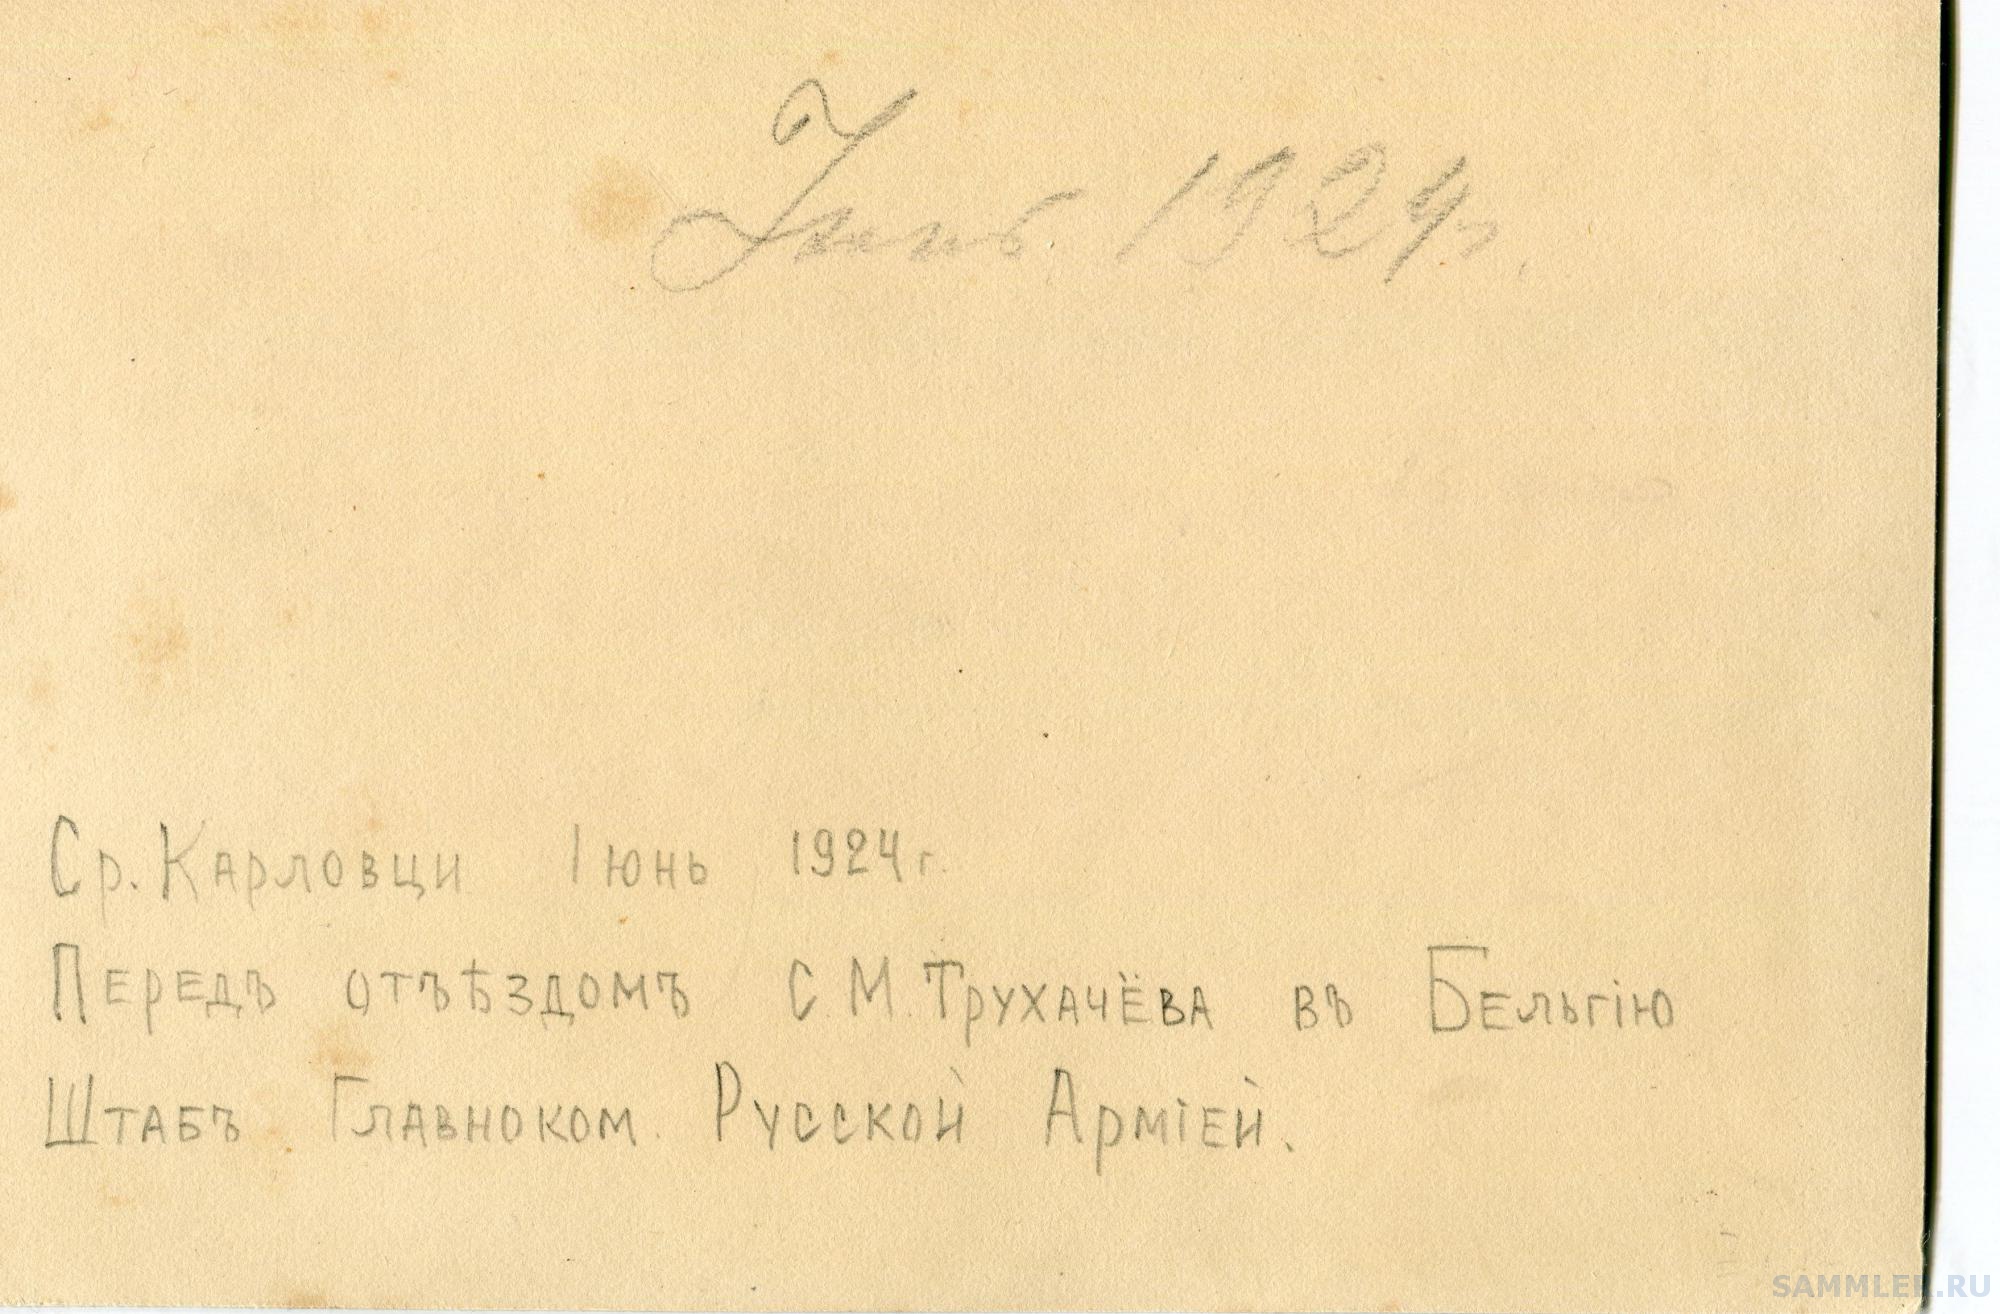 Іюнь 1924 г.
Ср. Карловци Іюнь 1924 г.
Передъ отъѣздомъ С. М. Трухачёва въ Бельгію
Штабъ Главноком. Русской Арміей.
SAMMLER.RU